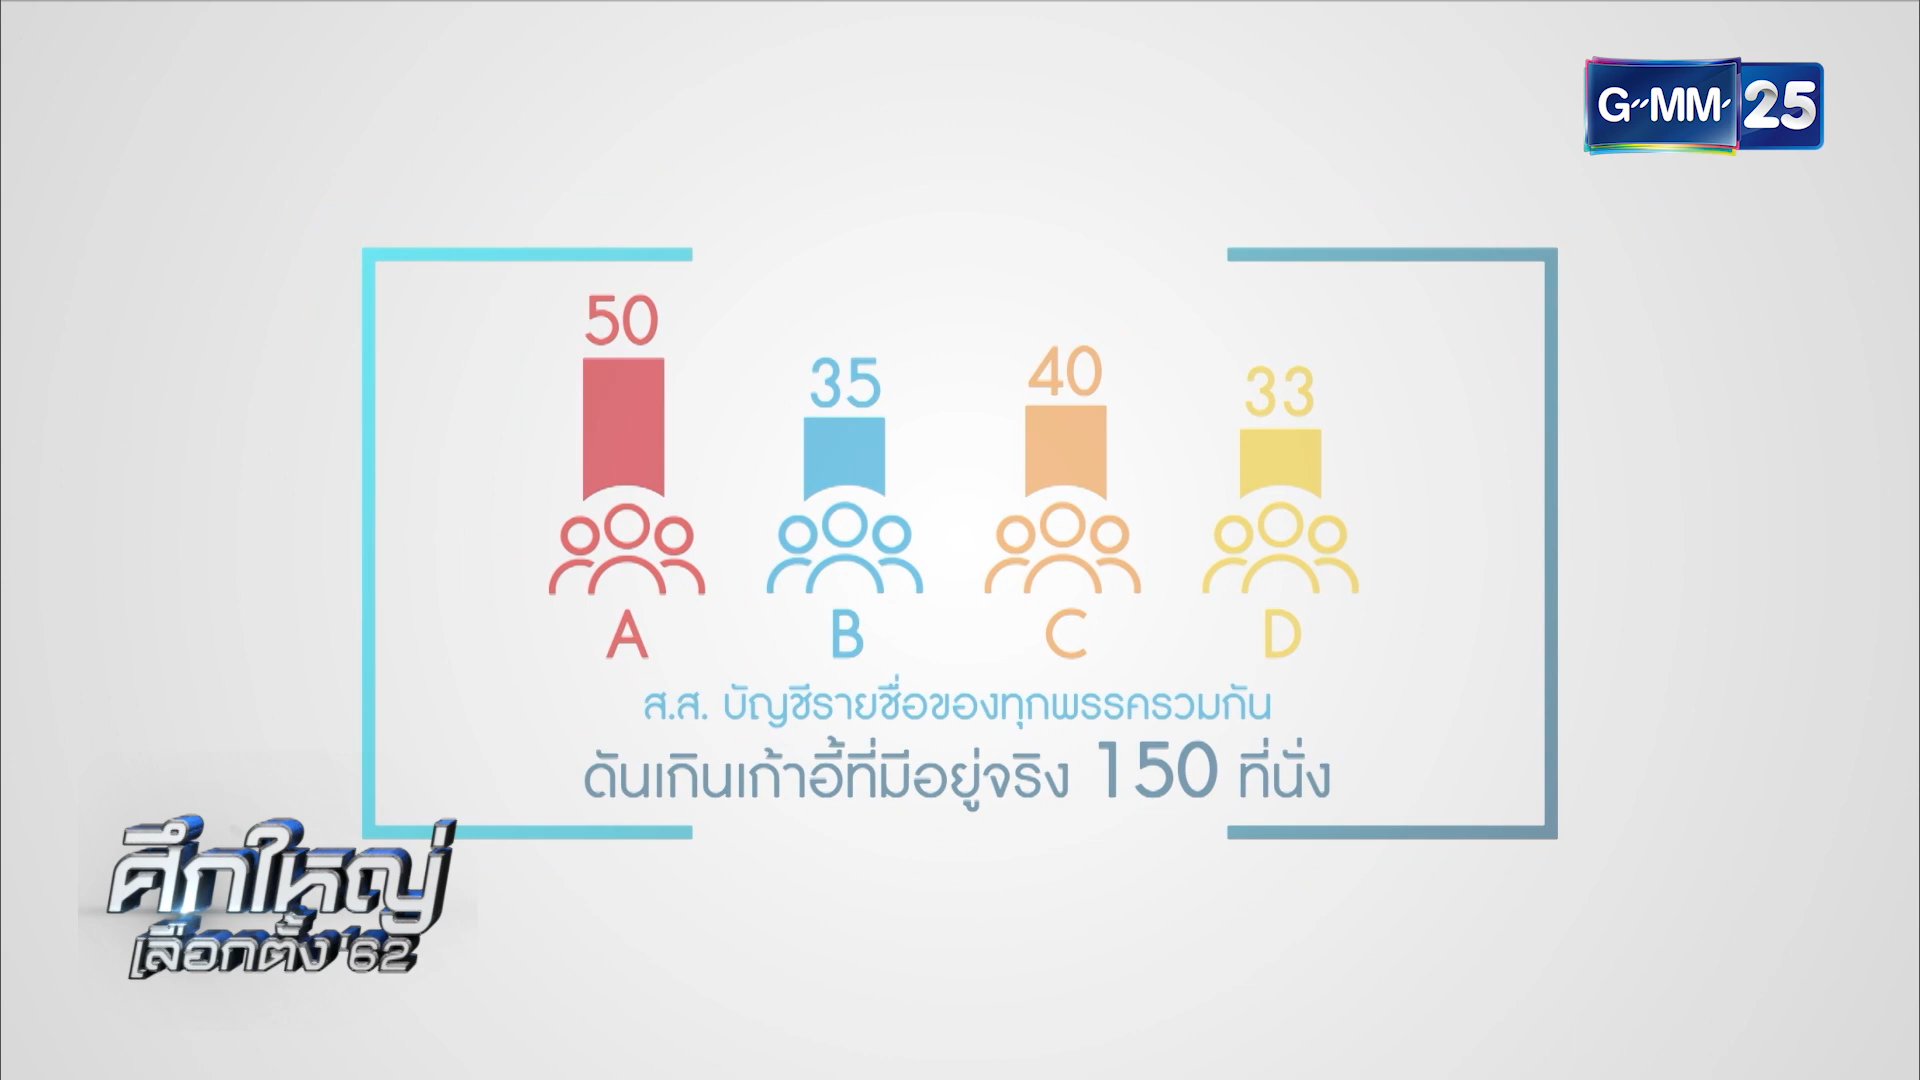 GMM 25
50 35 40 33
A B C D
ส.ส. บัญชีรายชื่อของทุกพรรครวมกัน
ดันเกินเก้าอี้ที่มีอยู่จริง 150 ที่นั่ง
ศึกใหญ่
เลือกตั้ง '62